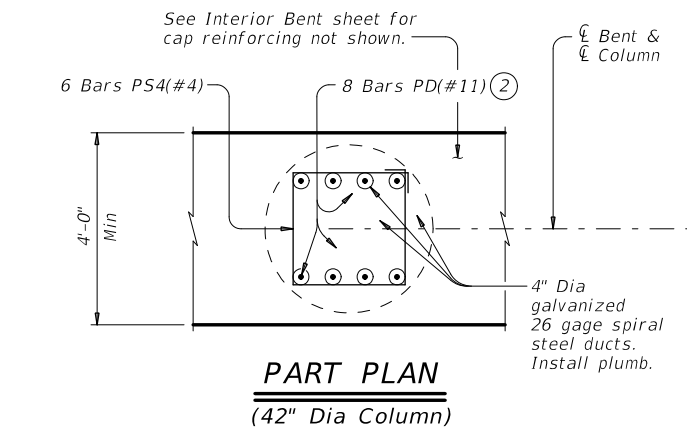 See Interior Bent sheet for
cap reinforcing not shown.
℄ Bent &
℄ Column
6 Bars PS4(#4)
8 Bars PD(#11) 2
4'-0"
Min
4" Dia
galvanized
26 gage spiral
steel ducts.
Install plumb.
PART PLAN
(42" Dia Column)